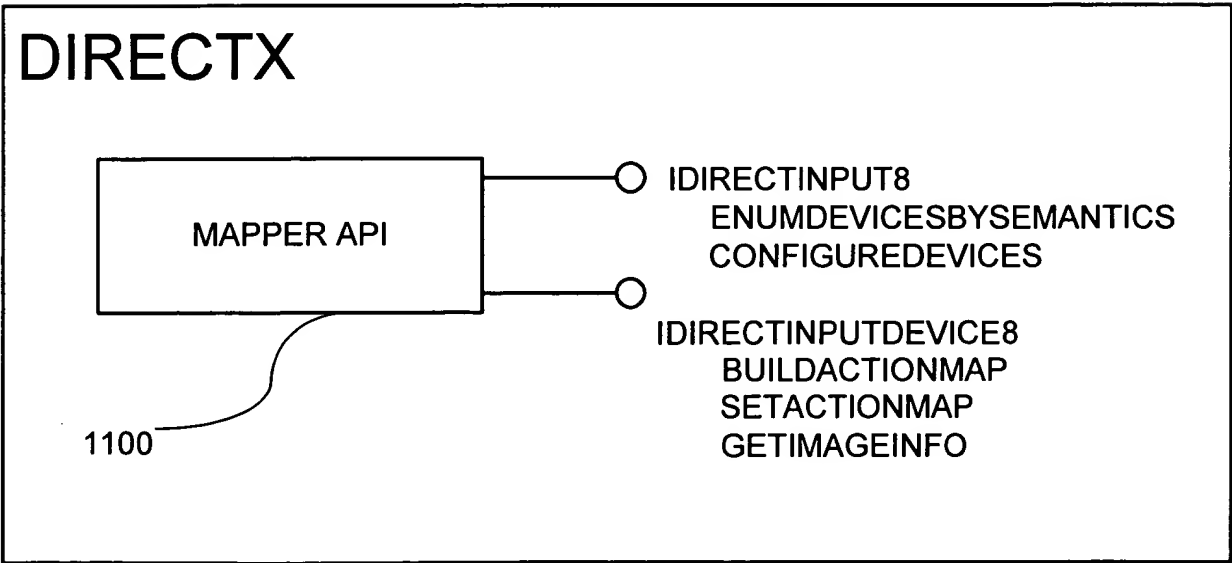 DIRECTX
MAPPER API
IDIRECTINPUT8
ENUMDEVICESBYSEMANTICS
CONFIGUREDEVICES
IDIRECTINPUTDEVICE8
BUILDACTIONMAP
SETACTIONMAP
GETIMAGEINFO
1100